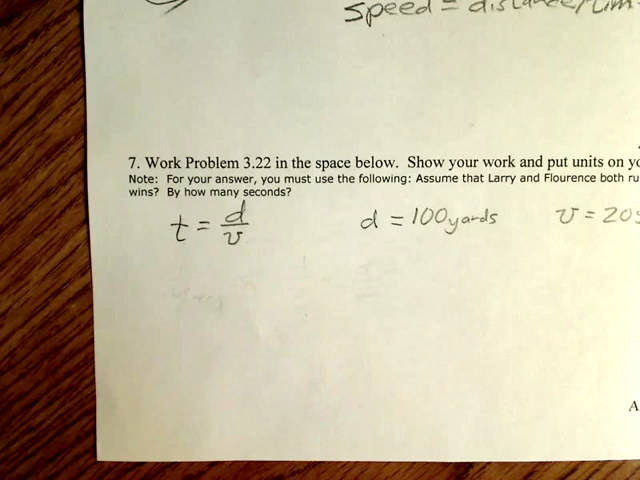 speed = distance/tim
7. Work Problem 3.22 in the space below. Show your work and put units on yo
Note: For your answer, you must use the following: Assume that Larry and Flourence both ru
wins? By how many seconds?
t = d/v d = 100yards v = 20
A